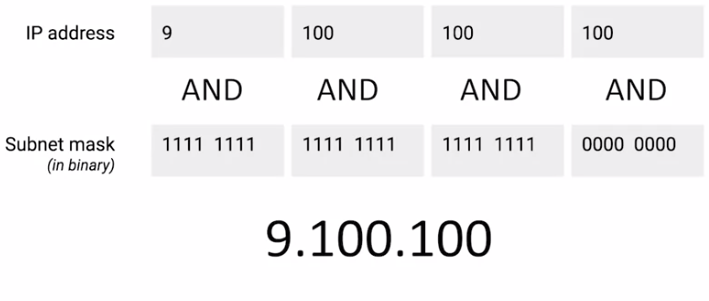 IP address 9 100 100 100
AND AND AND AND
Subnet mask 1111 1111 1111 1111 1111 1111 0000 0000
(in binary)
9.100.100